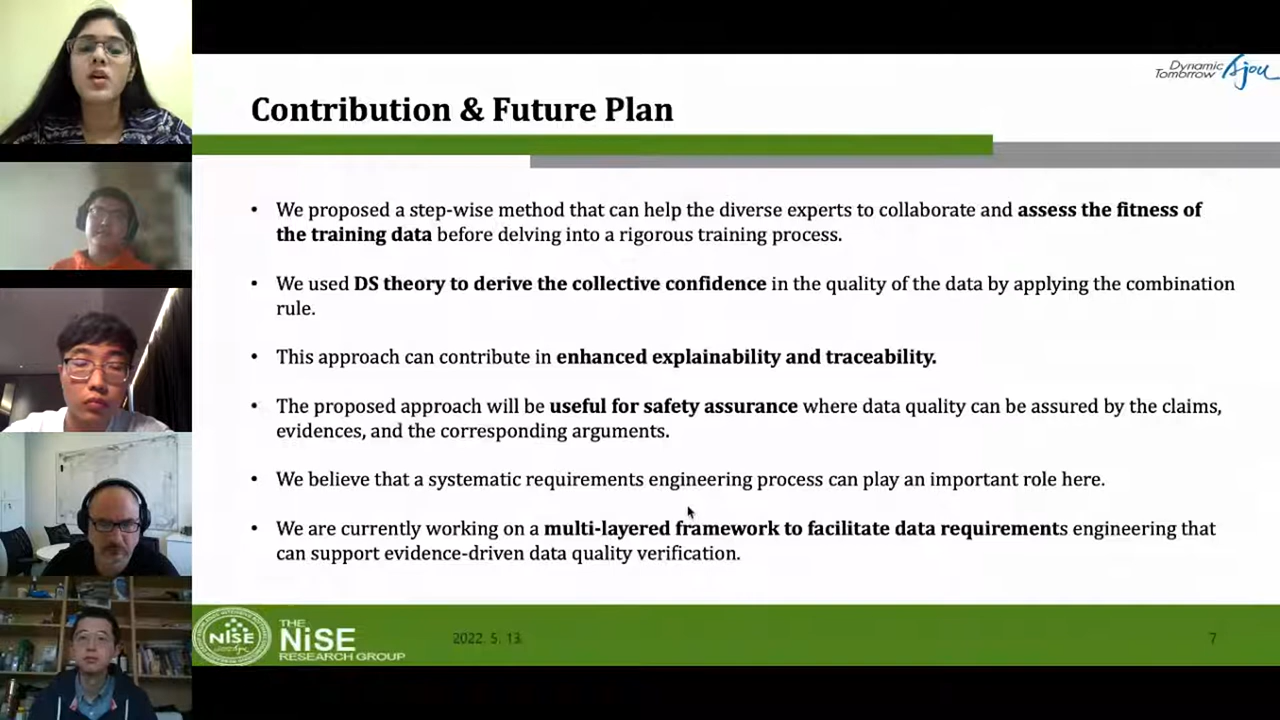 Dynamic
Tomorrow Ajou
Contribution & Future Plan
• We proposed a step-wise method that can help the diverse experts to collaborate and assess the fitness of
the training data before delving into a rigorous training process.
• We used DS theory to derive the collective confidence in the quality of the data by applying the combination
rule.
• This approach can contribute in enhanced explainability and traceability.
• The proposed approach will be useful for safety assurance where data quality can be assured by the claims,
evidences, and the corresponding arguments.
• We believe that a systematic requirements engineering process can play an important role here.
• We are currently working on a multi-layered framework to facilitate data requirements engineering that
can support evidence-driven data quality verification.
NiSE
THE
NiSE
RESEARCH GROUP
2022. 5. 13
7